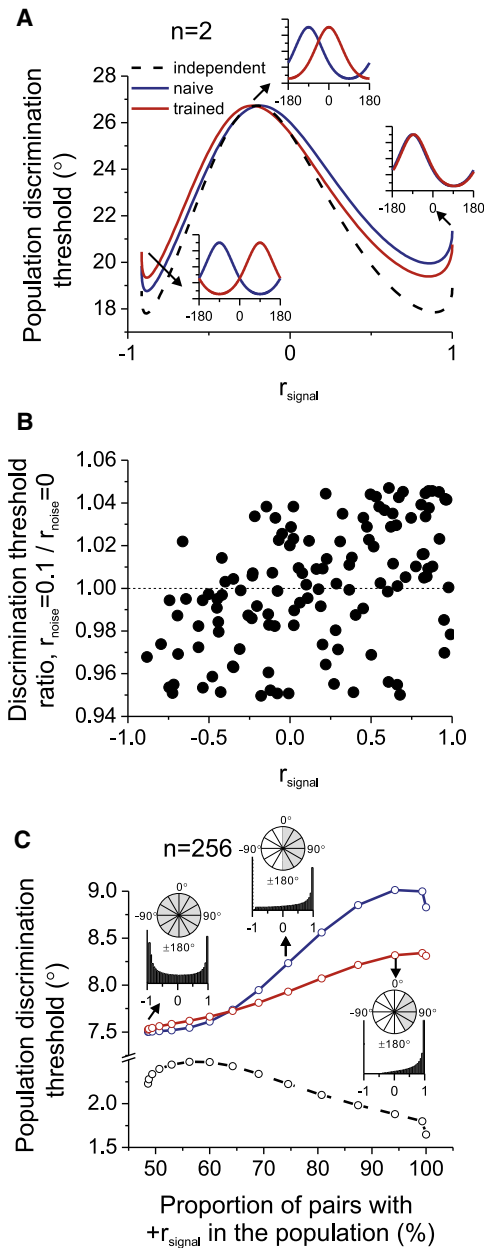 A
n=2
independent
naive
trained
-180 0 180
-180 0 180
-180 0 180
28
26
24
22
20
18
Population discrimination
threshold (°)
-1 0 1
r_signal
B
1.06
1.04
1.02
1.00
0.98
0.96
0.94
Discrimination threshold
ratio, r_noise=0.1 / r_noise=0
-1.0 -0.5 0.0 0.5 1.0
r_signal
C
n=256
0°
-90° 90°
±180°
-1 0 1
0°
-90° 90°
±180°
-1 0 1
0°
-90° 90°
±180°
-1 0 1
9.0
8.5
8.0
7.5
2.0
1.5
Population discrimination
threshold (°)
50 60 70 80 90 100
Proportion of pairs with
+r_signal in the population (%)